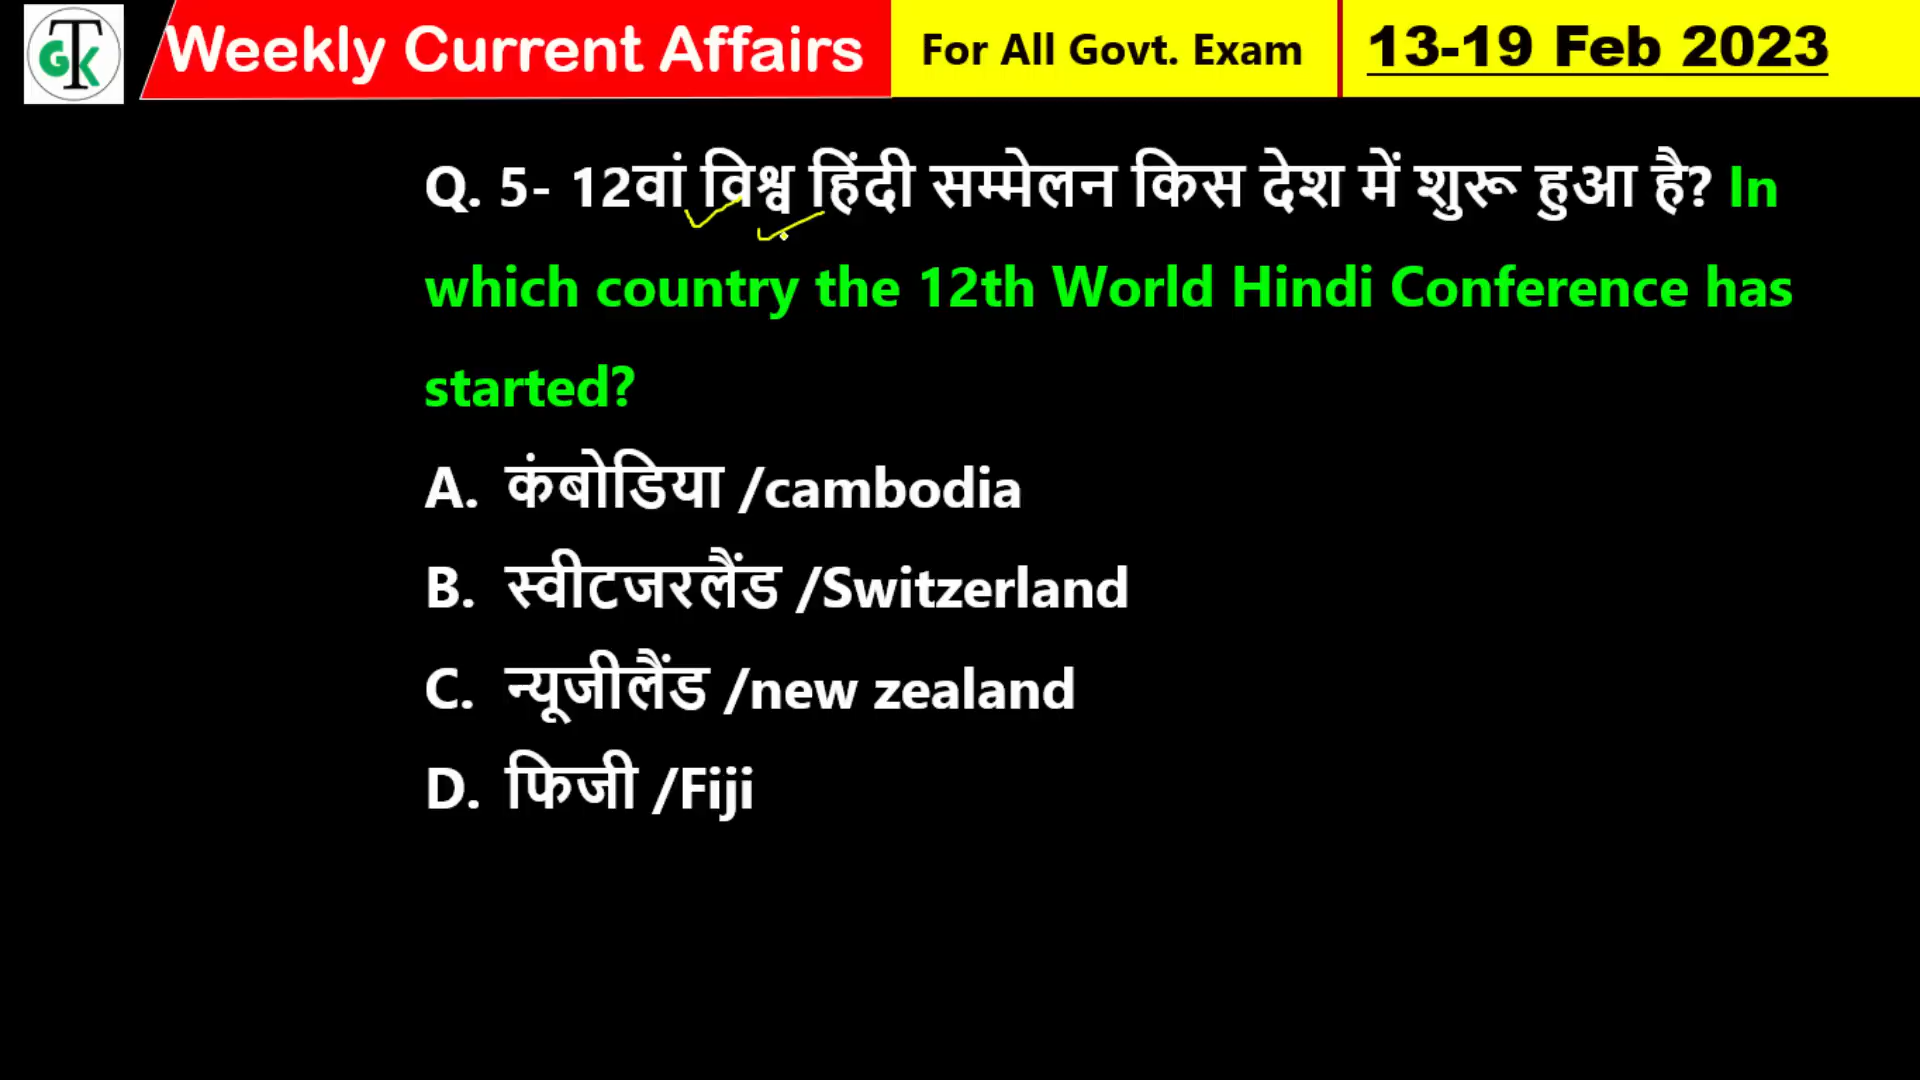 GTK Weekly Current Affairs For All Govt. Exam 13-19 Feb 2023
Q. 5- 12वां विश्व हिंदी सम्मेलन किस देश में शुरू हुआ है? In
which country the 12th World Hindi Conference has
started?
A. कंबोडिया /cambodia
B. स्वीटजरलैंड /Switzerland
C. न्यूजीलैंड /new zealand
D. फिजी /Fiji